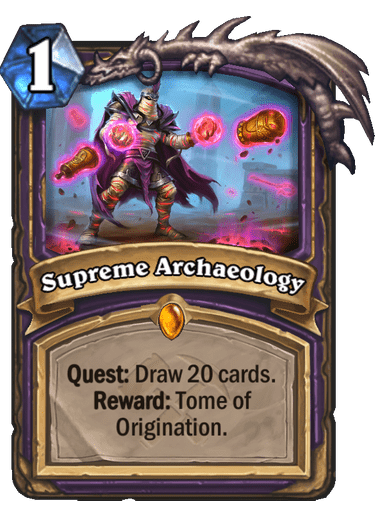 1
Supreme Archaeology
Quest: Draw 20 cards.
Reward: Tome of
Origination.